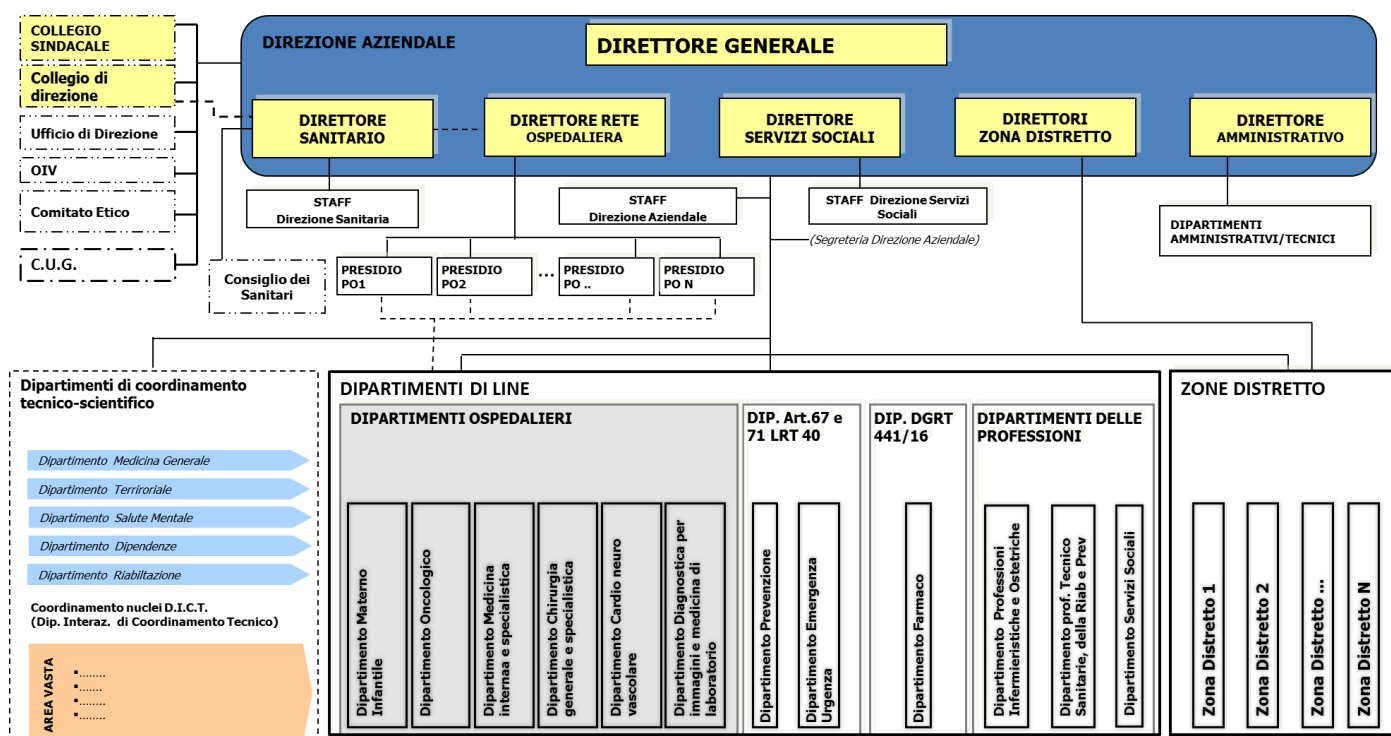 COLLEGIO
SINDACALE
Collegio di
direzione
Ufficio di Direzione
OIV
Comitato Etico
C.U.G.
DIREZIONE AZIENDALE
DIRETTORE GENERALE
DIRETTORE
SANITARIO
DIRETTORE RETE
OSPEDALIERA
DIRETTORE
SERVIZI SOCIALI
DIRETTORI
ZONA DISTRETTO
DIRETTORE
AMMINISTRATIVO
STAFF
Direzione Sanitaria
STAFF
Direzione Aziendale
STAFF Direzione Servizi
Sociali
(Segreteria Direzione Aziendale)
DIPARTIMENTI
AMMINISTRATIVI/TECNICI
Consiglio dei
Sanitari
PRESIDIO
PO1
PRESIDIO
PO2
...
PRESIDIO
PO ..
PRESIDIO
PO N
Dipartimenti di coordinamento
tecnico-scientifico
Dipartimento Medicina Generale
Dipartimento Terriroriale
Dipartimento Salute Mentale
Dipartimento Dipendenze
Dipartimento Riabiltazione
Coordinamento nuclei D.I.C.T.
(Dip. Interaz. di Coordinamento Tecnico)
AREA VASTA
▪........
▪.......
▪........
▪........
DIPARTIMENTI DI LINE
DIPARTIMENTI OSPEDALIERI
Dipartimento Materno
Infantile
Dipartimento Oncologico
Dipartimento Medicina
interna e specialistica
Dipartimento Chirurgia
generale e specialistica
Dipartimento Cardio neuro
vascolare
Dipartimento Diagnostica per
immagini e medicina di
laboratorio
DIP. Art.67 e
71 LRT 40
Dipartimento Prevenzione
Dipartimento Emergenza
Urgenza
DIP. DGRT
441/16
Dipartimento Farmaco
DIPARTIMENTI DELLE
PROFESSIONI
Dipartimento Professioni
Infermieristiche e Ostetriche
Dipartimento prof. Tecnico
Sanitarie, della Riab e Prev
Dipartimento Servizi Sociali
ZONE DISTRETTO
Zona Distretto 1
Zona Distretto 2
Zona Distretto ...
Zona Distretto N